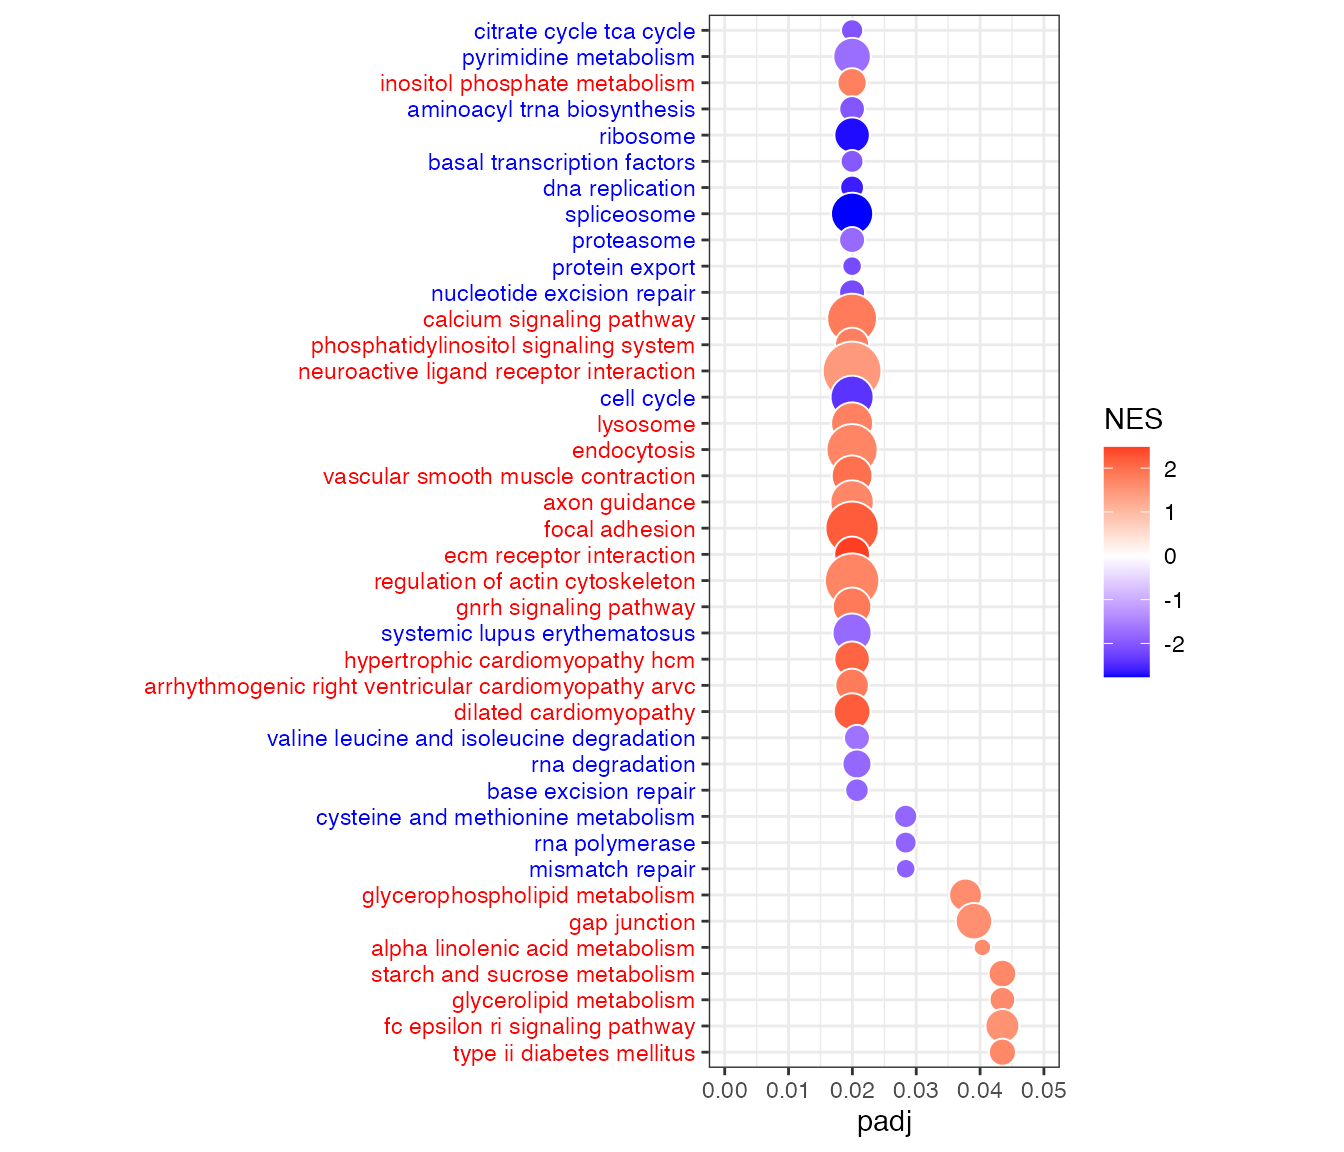 citrate cycle tca cycle
pyrimidine metabolism
inositol phosphate metabolism
aminoacyl trna biosynthesis
ribosome
basal transcription factors
dna replication
spliceosome
proteasome
protein export
nucleotide excision repair
calcium signaling pathway
phosphatidylinositol signaling system
neuroactive ligand receptor interaction
cell cycle
lysosome
endocytosis
vascular smooth muscle contraction
axon guidance
focal adhesion
ecm receptor interaction
regulation of actin cytoskeleton
gnrh signaling pathway
systemic lupus erythematosus
hypertrophic cardiomyopathy hcm
arrhythmogenic right ventricular cardiomyopathy arvc
dilated cardiomyopathy
valine leucine and isoleucine degradation
rna degradation
base excision repair
cysteine and methionine metabolism
rna polymerase
mismatch repair
glycerophospholipid metabolism
gap junction
alpha linolenic acid metabolism
starch and sucrose metabolism
glycerolipid metabolism
fc epsilon ri signaling pathway
type ii diabetes mellitus
0.00 0.01 0.02 0.03 0.04 0.05
padj
NES
2
1
0
-1
-2